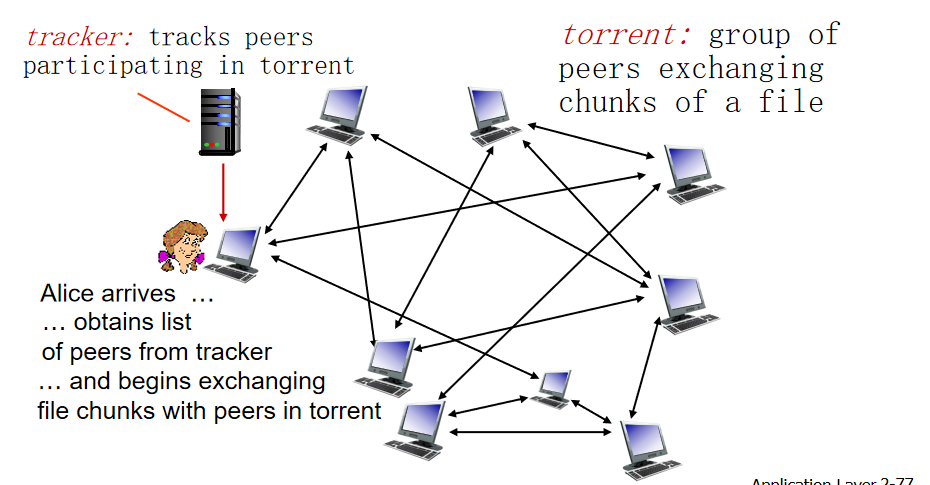 tracker: tracks peers
participating in torrent
torrent: group of
peers exchanging
chunks of a file
Alice arrives …
… obtains list
of peers from tracker
… and begins exchanging
file chunks with peers in torrent
Application Layer 2-77